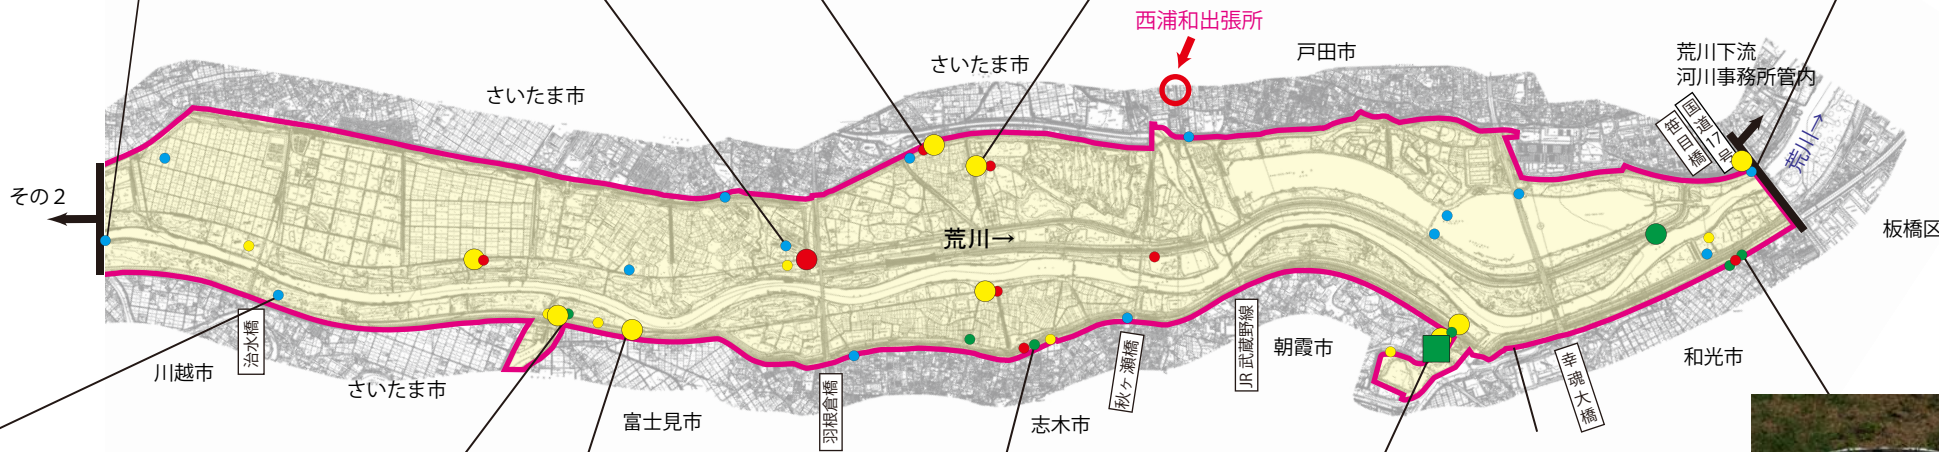 西浦和出張所
戸田市
さいたま市
さいたま市
荒川下流
河川事務所管内
国道17号
笹目橋
荒川→
その2
荒川→
板橋区
治水橋
川越市
さいたま市
富士見市
羽根倉橋
志木市
秋ヶ瀬橋
JR武蔵野線
朝霞市
幸魂大橋
和光市